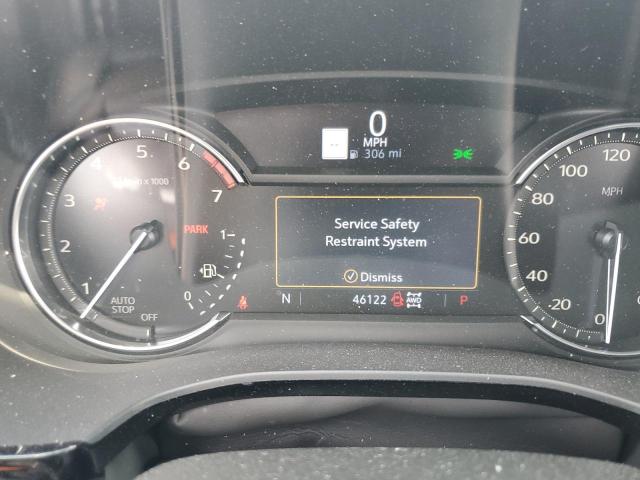 0
MPH
306 mi
4 5 6
x 1000
3 7
2
1
PARK
1
0
AUTO
STOP
OFF
Service Safety
Restraint System
Dismiss
N 46122 AWD P
120
100
MPH
80
60
40
20
0